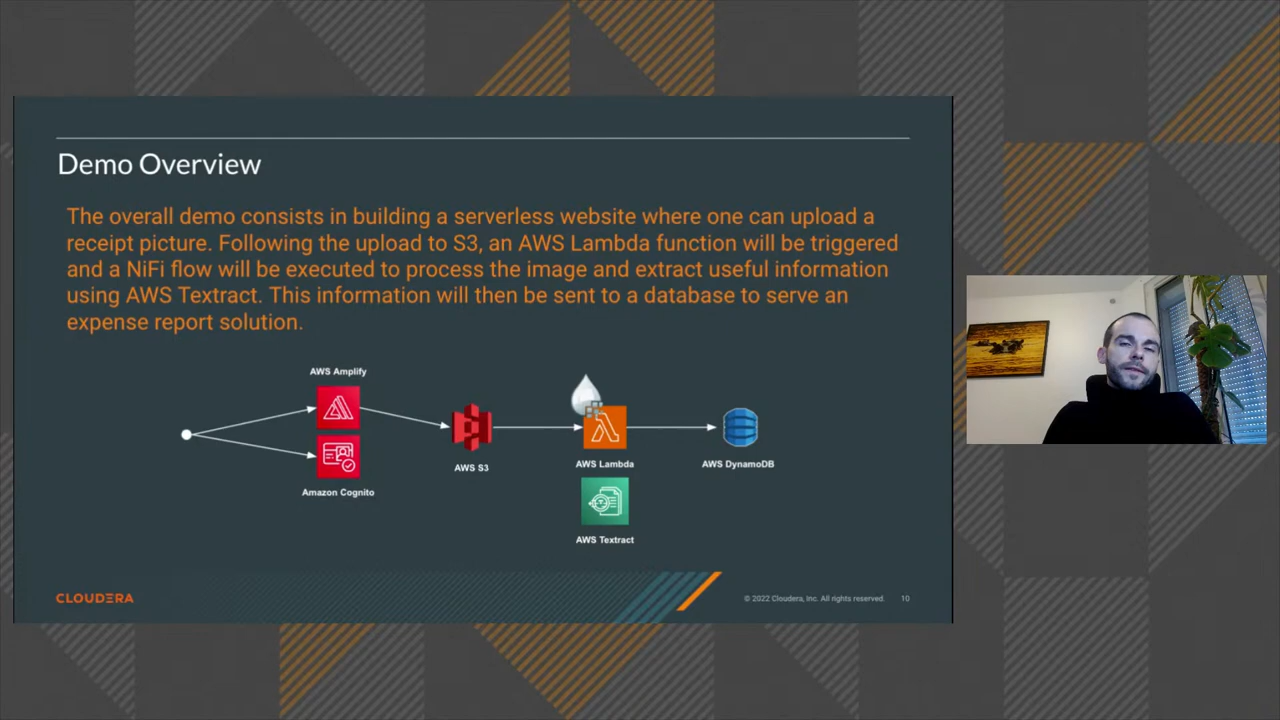 Demo Overview
The overall demo consists in building a serverless website where one can upload a
receipt picture. Following the upload to S3, an AWS Lambda function will be triggered
and a NiFi flow will be executed to process the image and extract useful information
using AWS Textract. This information will then be sent to a database to serve an
expense report solution.
AWS Amplify
Amazon Cognito
AWS S3
AWS Lambda
AWS DynamoDB
AWS Textract
CLOUDERA
© 2022 Cloudera, Inc. All rights reserved. 10